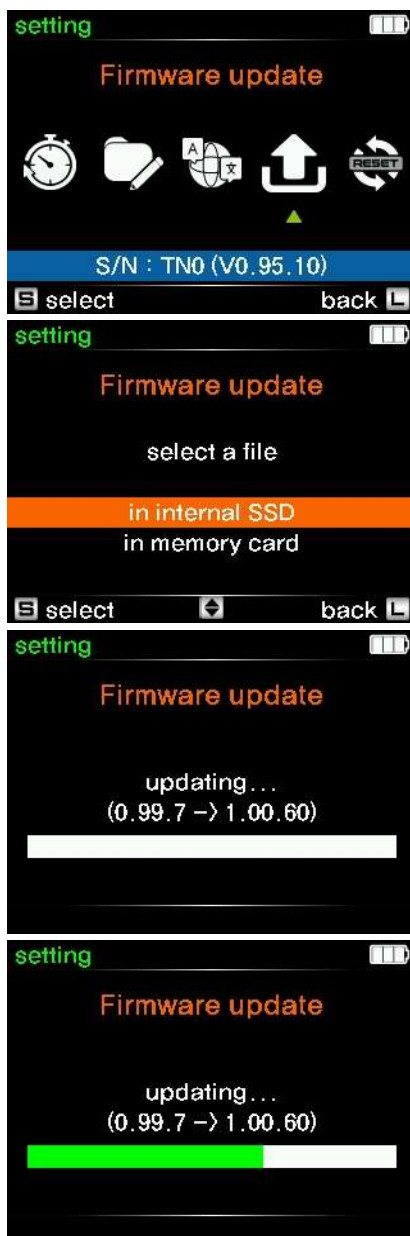 setting
Firmware update
A 文
RESET
S/N : TN0 (V0.95.10)
S select back L
setting
Firmware update
select a file
in internal SSD
in memory card
S select back L
setting
Firmware update
updating...
(0.99.7 -> 1.00.60)
setting
Firmware update
updating...
(0.99.7 -> 1.00.60)